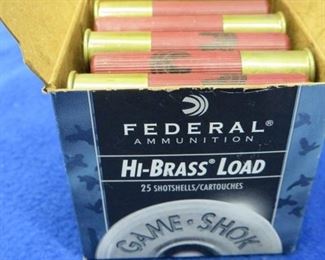 FEDERAL®
AMMUNITION
HI-BRASS® LOAD
25 SHOTSHELLS/CARTOUCHES
GAME·SHOK